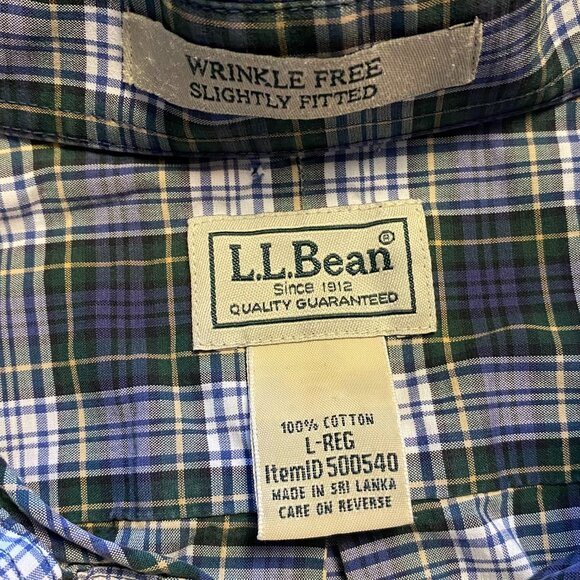 WRINKLE FREE
SLIGHTLY FITTED
L.L.Bean®
Since 1912
QUALITY GUARANTEED
100% COTTON
L-REG
ItemID 500540
MADE IN SRI LANKA
CARE ON REVERSE